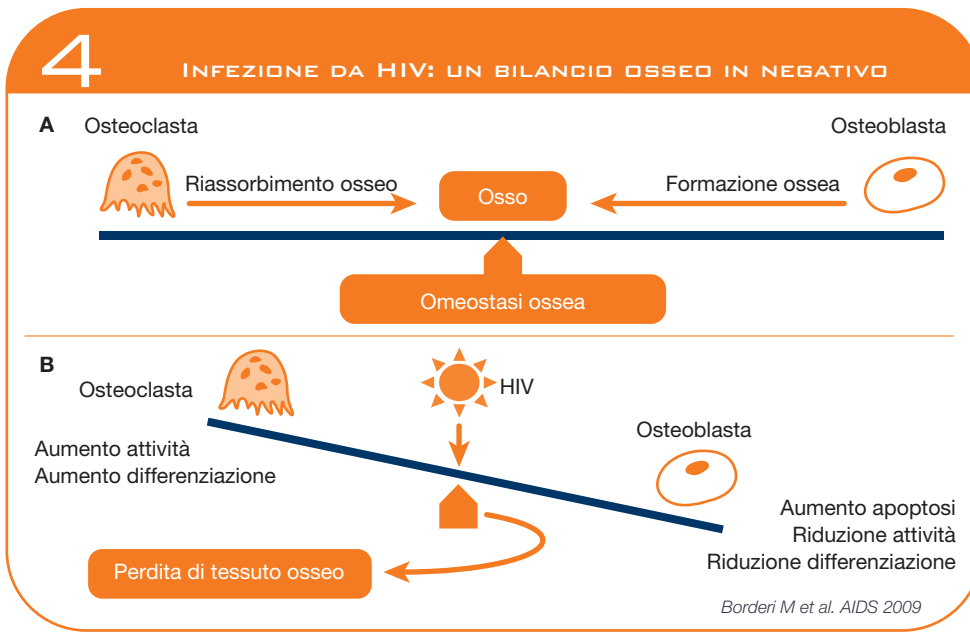 4
INFEZIONE DA HIV: UN BILANCIO OSSEO IN NEGATIVO
A
Osteoclasta
Osteoblasta
Riassorbimento osseo
Osso
Formazione ossea
Omeostasi ossea
B
Osteoclasta
HIV
Osteoblasta
Aumento attività
Aumento differenziazione
Aumento apoptosi
Riduzione attività
Riduzione differenziazione
Perdita di tessuto osseo
Borderi M et al. AIDS 2009